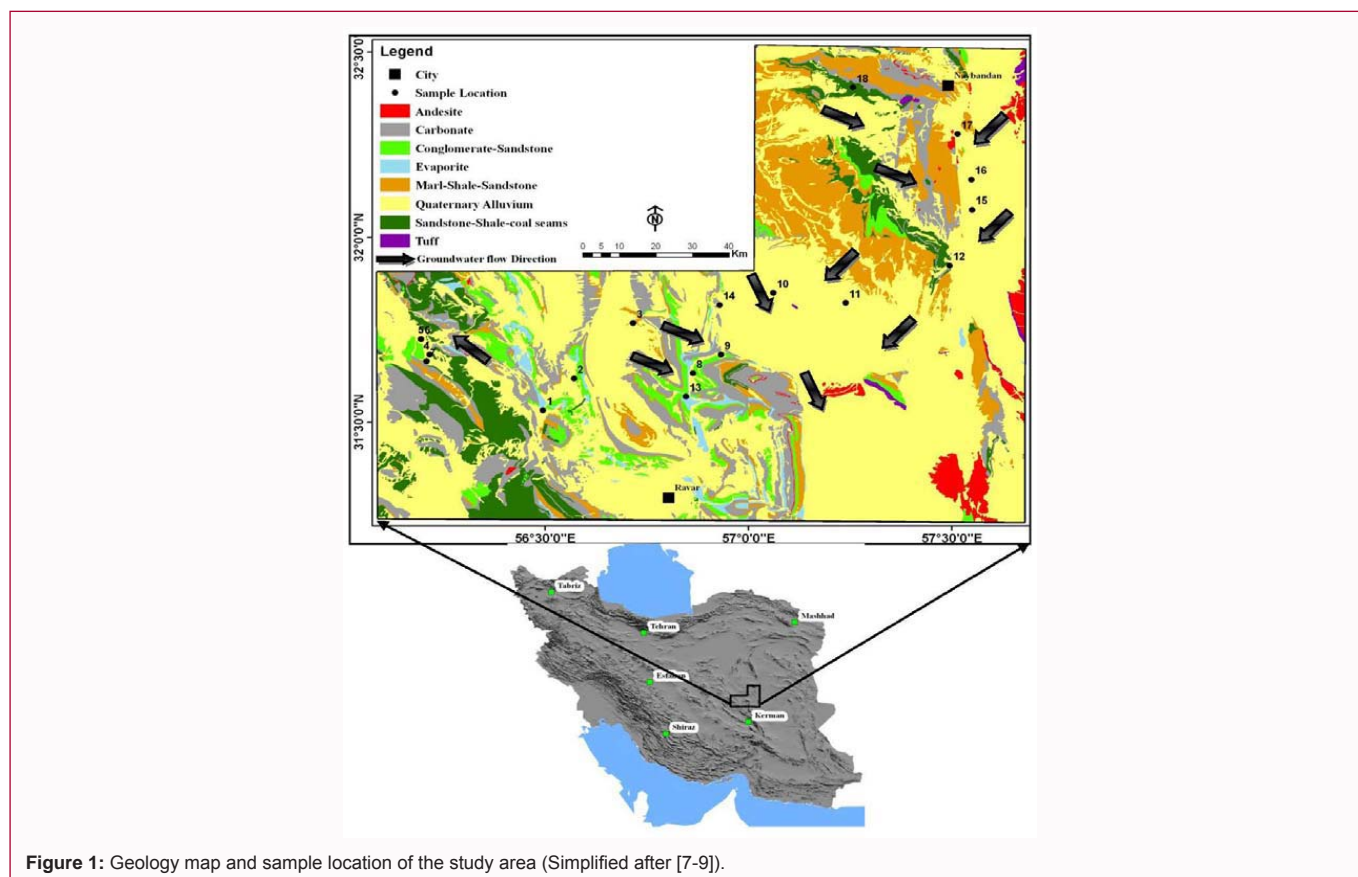 Legend
City
Sample Location
Andesite
Carbonate
Conglomerate-Sandstone
Evaporite
Marl-Shale-Sandstone
Quaternary Alluvium
Sandstone-Shale-coal seams
Tuff
Groundwater flow Direction
N
0 5 10 20 30 40
Km
32°30'0"
32°0'0"N
31°30'0"N
18
Naybandan
17
16
15
12
10
11
14
3
9
8
13
2
1
56
4
Ravar
56°30'0"E
57°0'0"E
57°30'0"E
Tabriz
Tehran
Mashhad
Esfahan
Kerman
Shiraz
Figure 1: Geology map and sample location of the study area (Simplified after [7-9]).